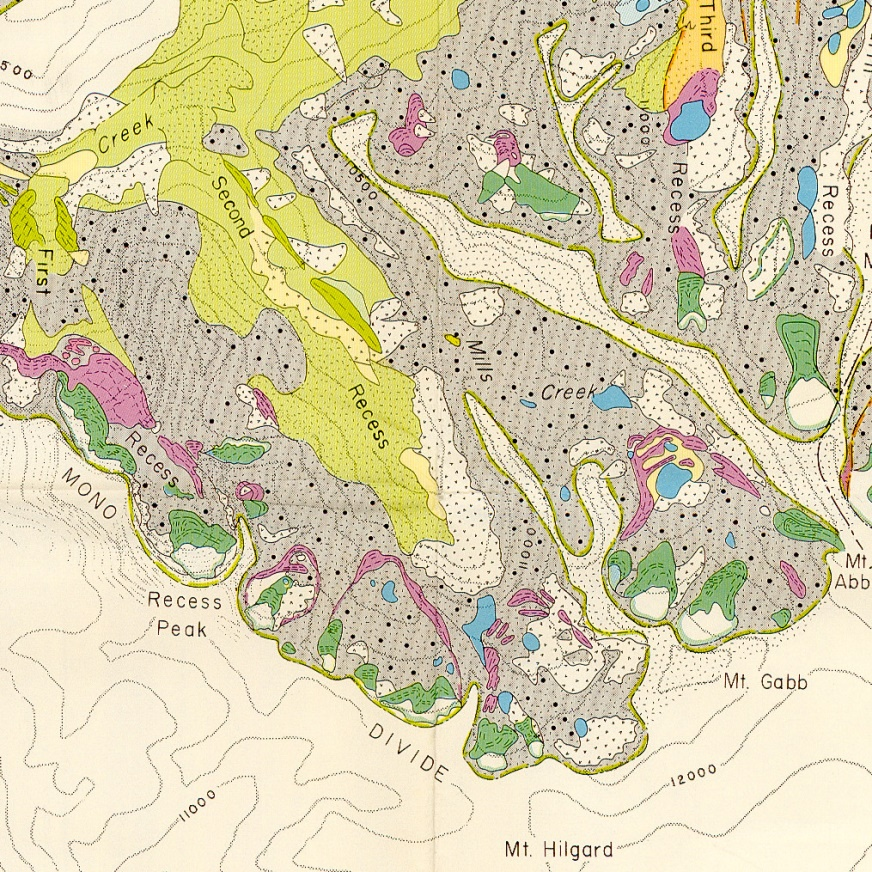 Third
500
Creek
10500
Second
Recess
Recess
First
Mills
Creek
Recess
Recess
MONO
11000
Mt.
Abb
Recess
Peak
Mt. Gabb
DIVIDE
12000
11000
Mt. Hilgard